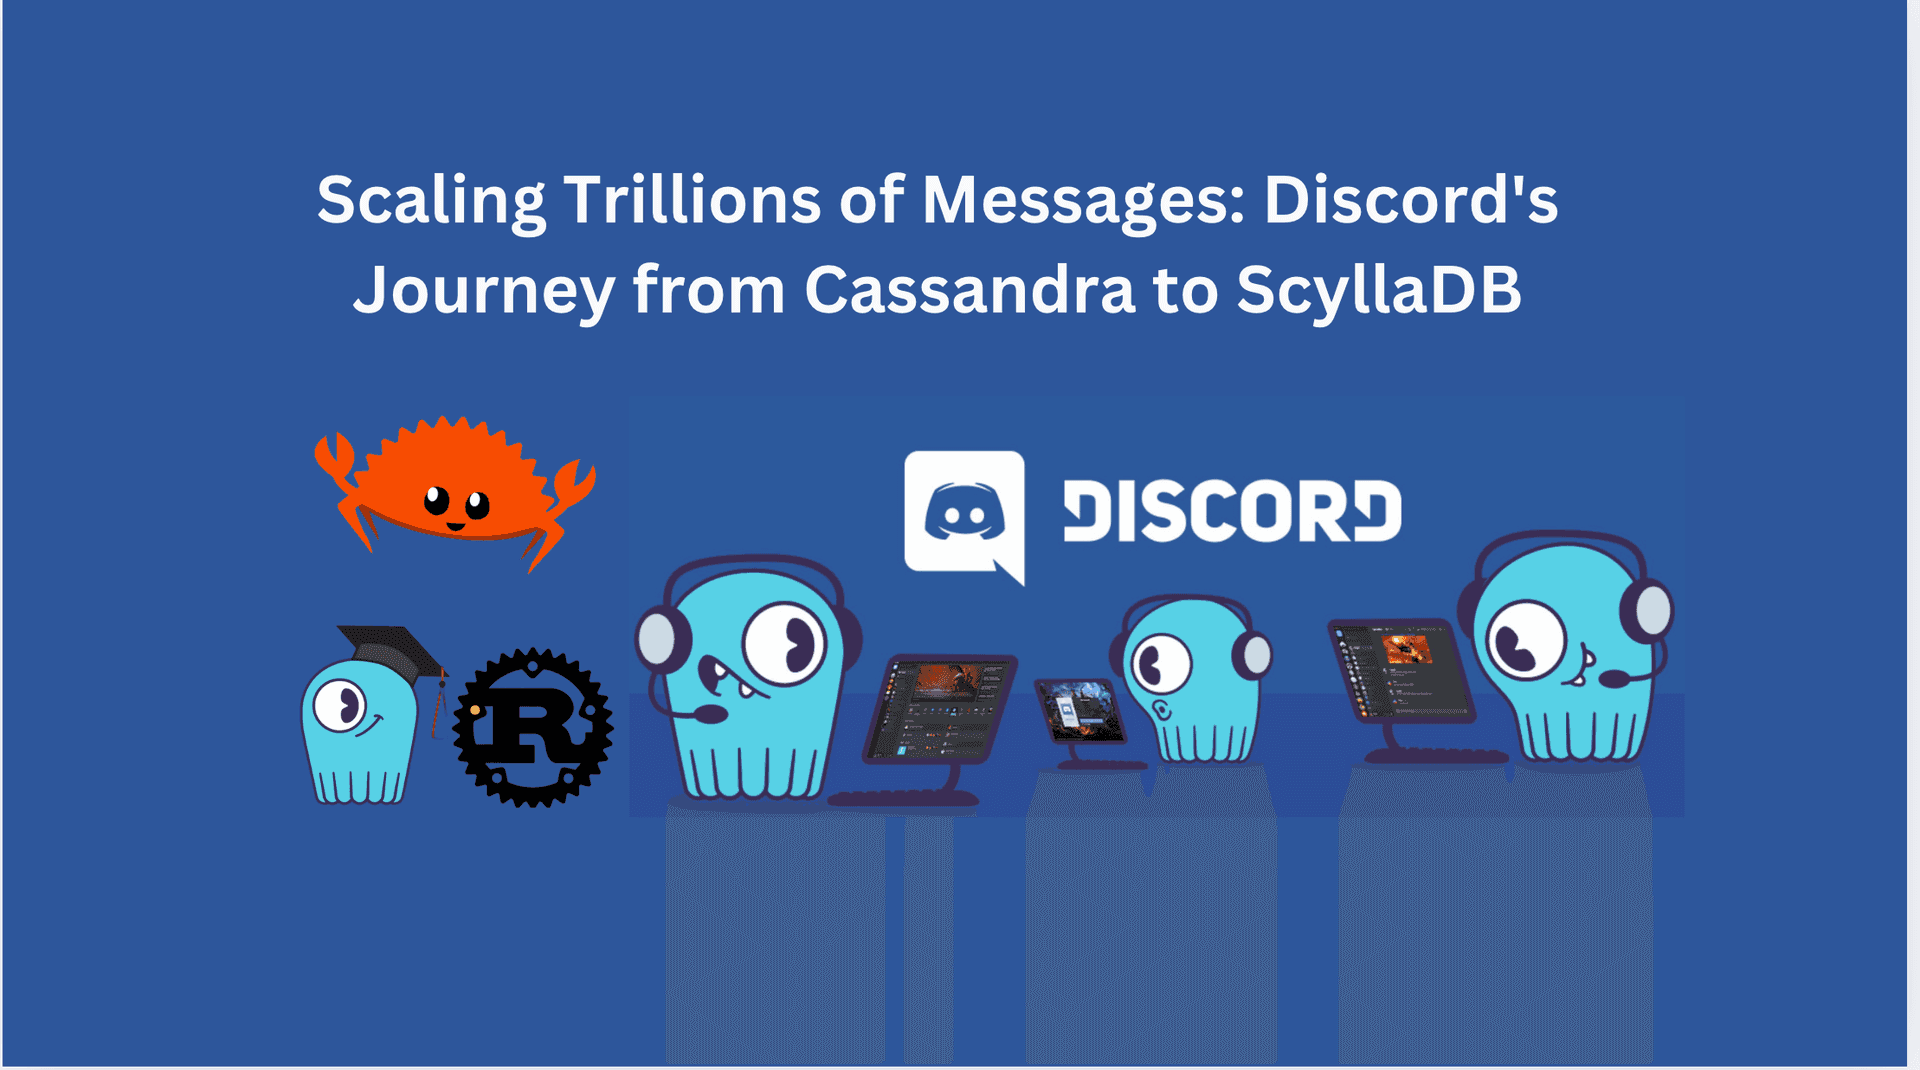 Scaling Trillions of Messages: Discord's
Journey from Cassandra to ScyllaDB
DISCORD
R